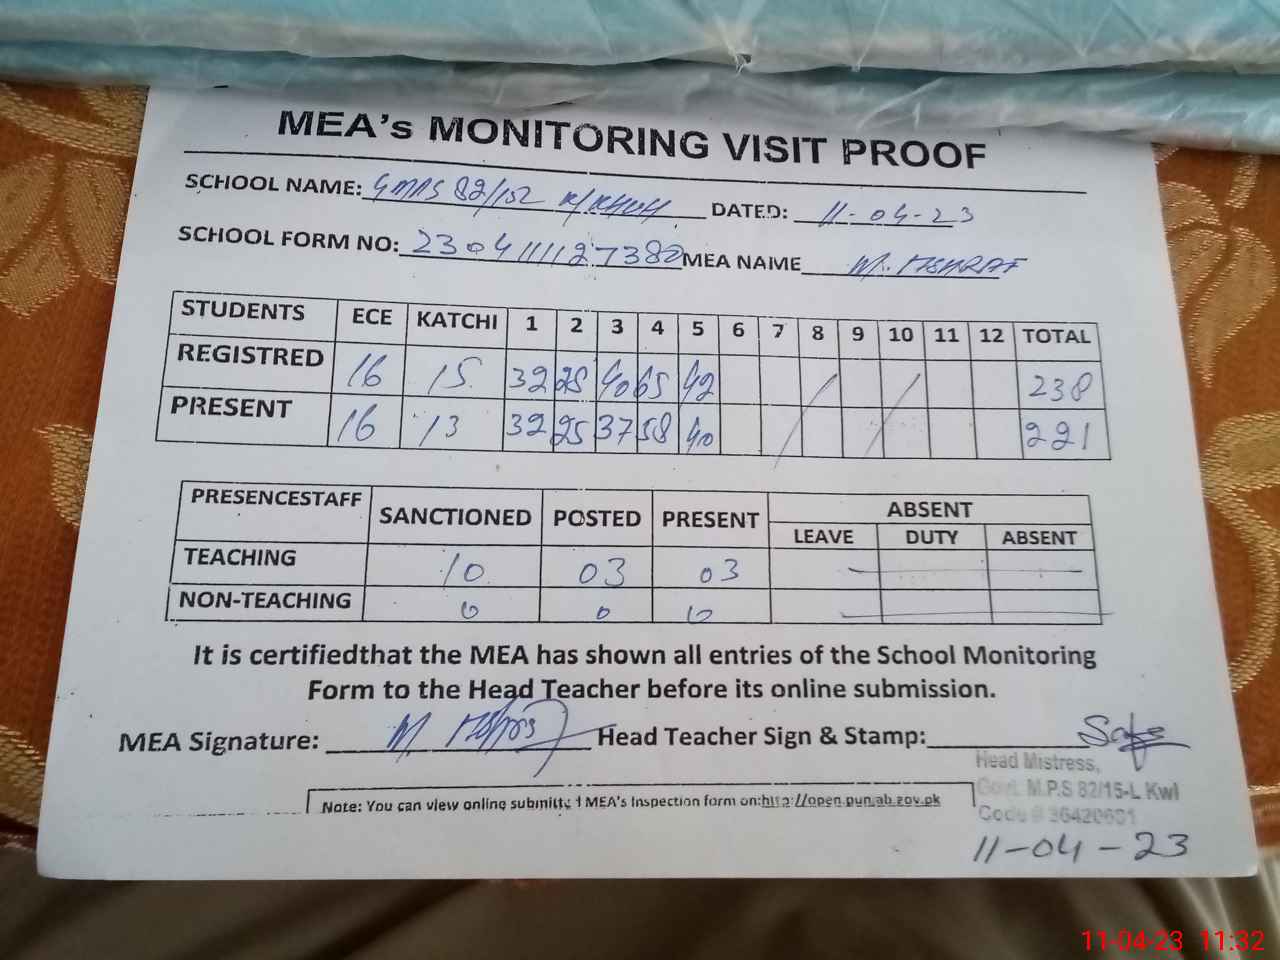 MEA's MONITORING VISIT PROOF
SCHOOL NAME: GMPS 82/15L K/KHUH DATED: 11-04-23
SCHOOL FORM NO: 2304111127380 MEA NAME M. ASHRAF
STUDENTS ECE KATCHI 1 2 3 4 5 6 7 8 9 10 11 12 TOTAL
REGISTRED 16 15 32 25 40 65 42 238
PRESENT 16 13 32 25 37 58 40 221
PRESENCESTAFF SANCTIONED POSTED PRESENT ABSENT
LEAVE DUTY ABSENT
TEACHING 10 03 03
NON-TEACHING 0 0 0
It is certifiedthat the MEA has shown all entries of the School Monitoring
Form to the Head Teacher before its online submission.
MEA Signature: M. Head Teacher Sign & Stamp:
Head Mistress,
Govt. M.P.S 82/15-L Kwl
Code # 36420601
Note: You can view online submitt d MEA's Inspection form on:http://open.punjab.gov.pk
11-04-23
11-04-23 11:32